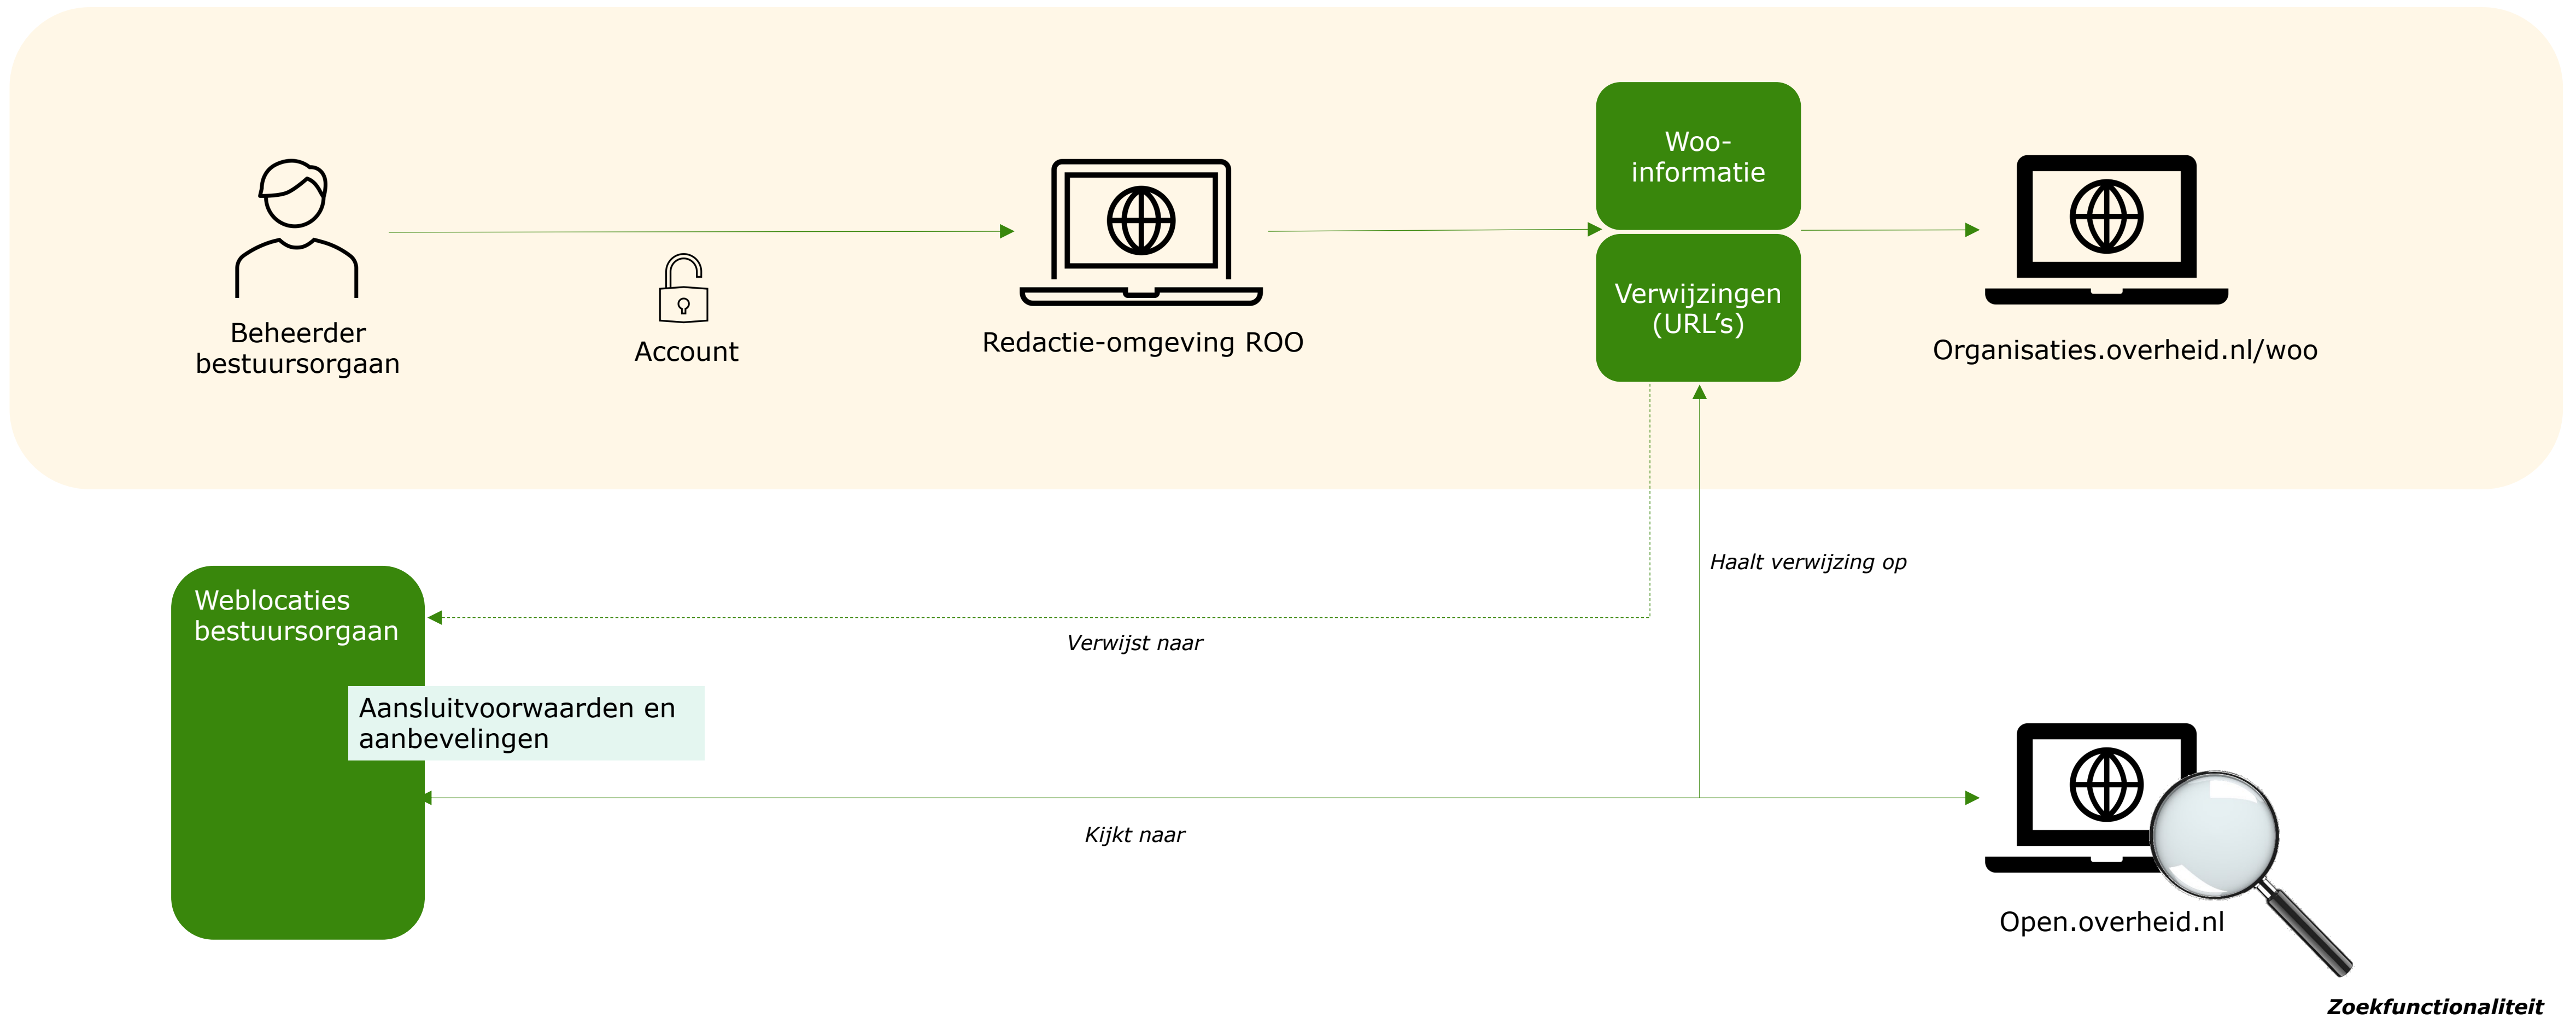 Beheerder
bestuursorgaan
Account
Redactie-omgeving ROO
Woo-
informatie
Verwijzingen
(URL’s)
Organisaties.overheid.nl/woo
Haalt verwijzing op
Weblocaties
bestuursorgaan
Verwijst naar
Aansluitvoorwaarden en
aanbevelingen
Kijkt naar
Open.overheid.nl
Zoekfunctionaliteit